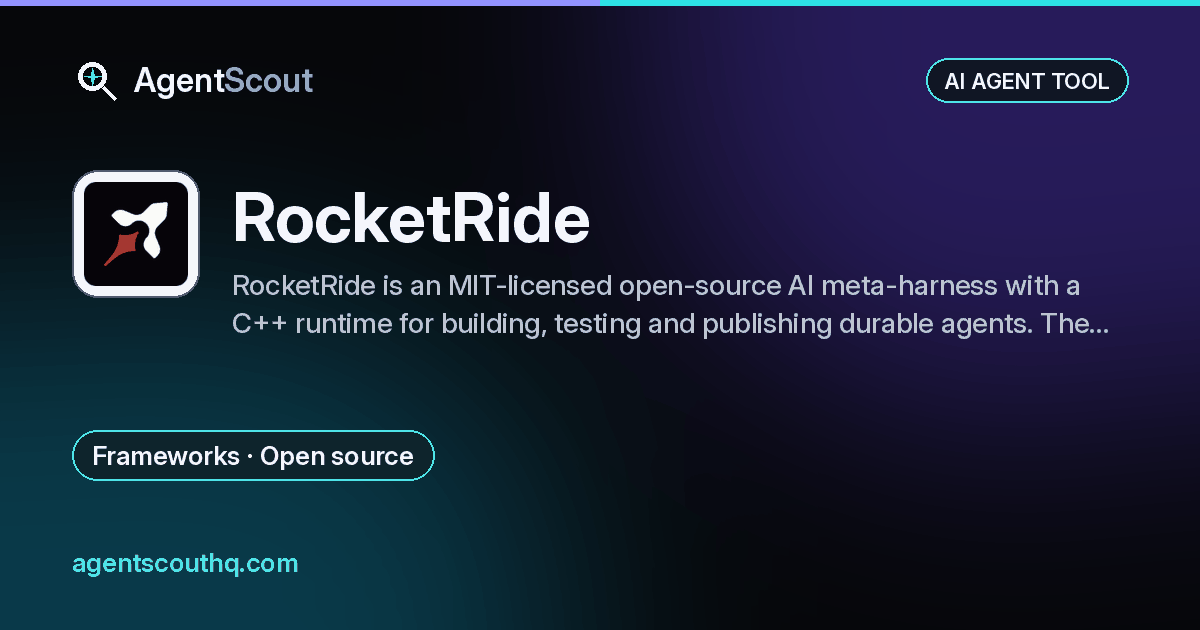 AgentScout
AI AGENT TOOL
RocketRide
RocketRide is an MIT-licensed open-source AI meta-harness with a
C++ runtime for building, testing and publishing durable agents. The...
Frameworks · Open source
agentscouthq.com